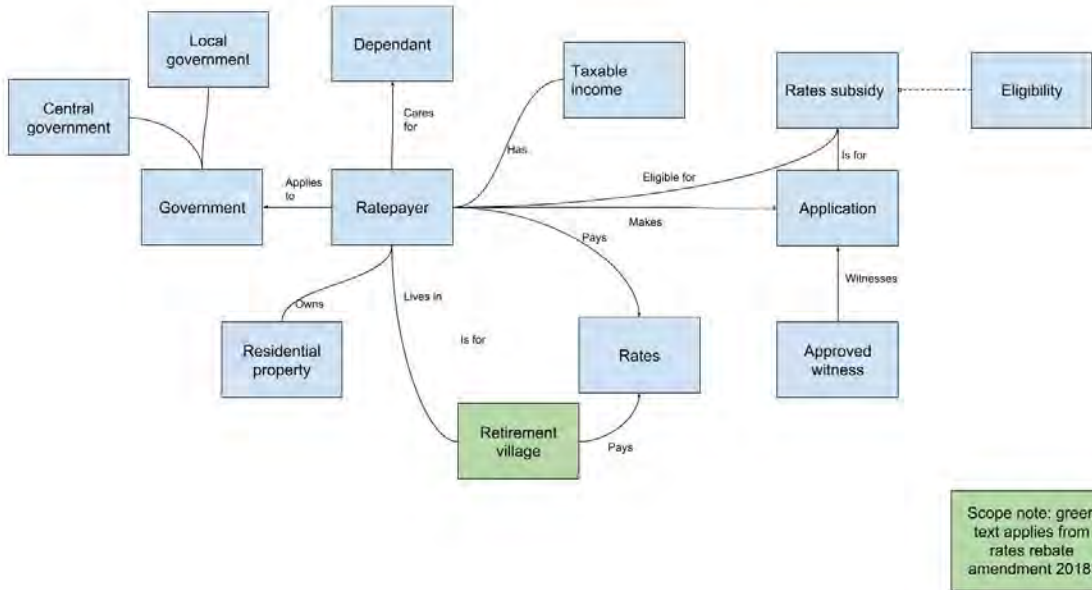 Local
government
Dependant
Taxable
income
Rates subsidy
Eligibility
Central
government
Cares
for
Has
Eligible for
Is for
Government
Applies
to
Ratepayer
Makes
Application
Pays
Owns
Lives in
Witnesses
Residential
property
Is for
Rates
Approved
witness
Retirement
village
Pays
Scope note: green
text applies from
rates rebate
amendment 2018